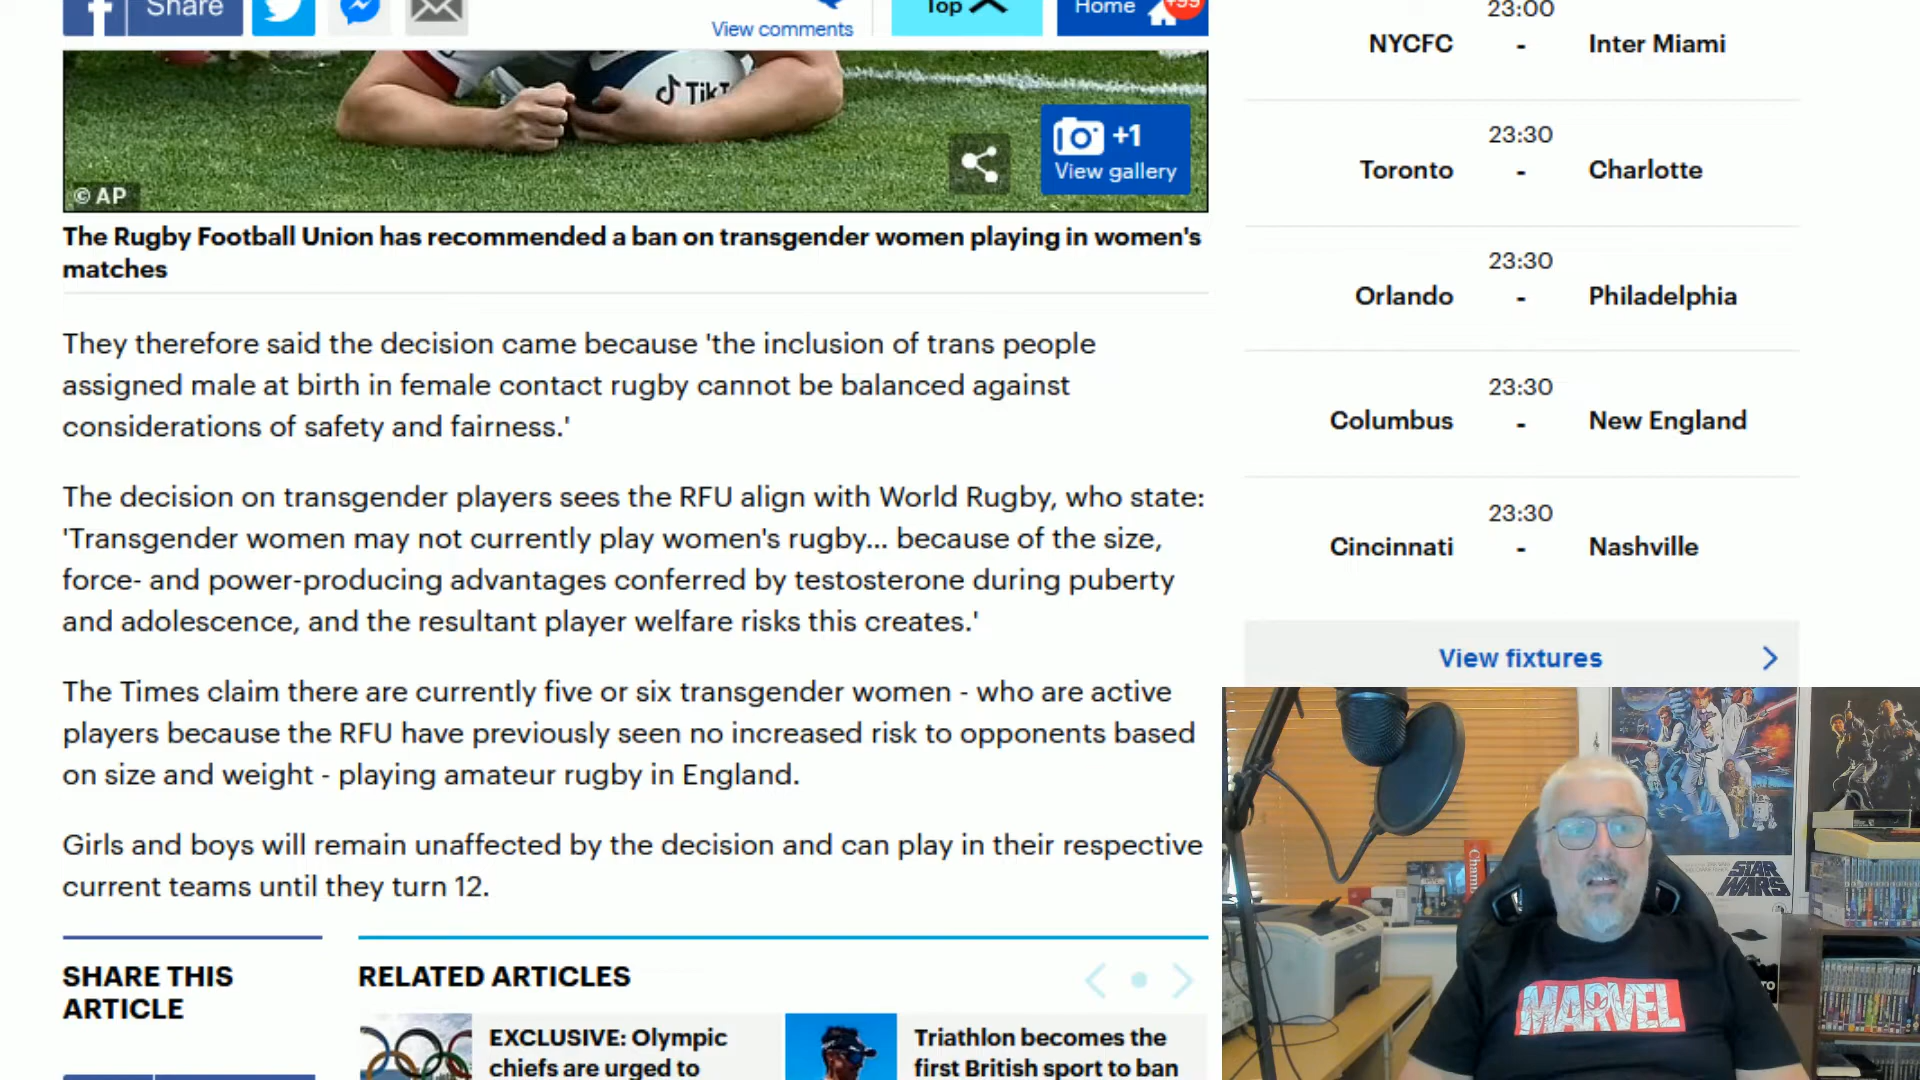 Share
View comments
Top
Home
+99
TikT
+1
View gallery
© AP
The Rugby Football Union has recommended a ban on transgender women playing in women's
matches
They therefore said the decision came because 'the inclusion of trans people
assigned male at birth in female contact rugby cannot be balanced against
considerations of safety and fairness.'
The decision on transgender players sees the RFU align with World Rugby, who state:
'Transgender women may not currently play women's rugby... because of the size,
force- and power-producing advantages conferred by testosterone during puberty
and adolescence, and the resultant player welfare risks this creates.'
The Times claim there are currently five or six transgender women - who are active
players because the RFU have previously seen no increased risk to opponents based
on size and weight - playing amateur rugby in England.
Girls and boys will remain unaffected by the decision and can play in their respective
current teams until they turn 12.
SHARE THIS
ARTICLE
RELATED ARTICLES
EXCLUSIVE: Olympic
chiefs are urged to
Triathlon becomes the
first British sport to ban
23:00
NYCFC - Inter Miami
23:30
Toronto - Charlotte
23:30
Orlando - Philadelphia
23:30
Columbus - New England
23:30
Cincinnati - Nashville
View fixtures
STAR
WARS
MARVEL